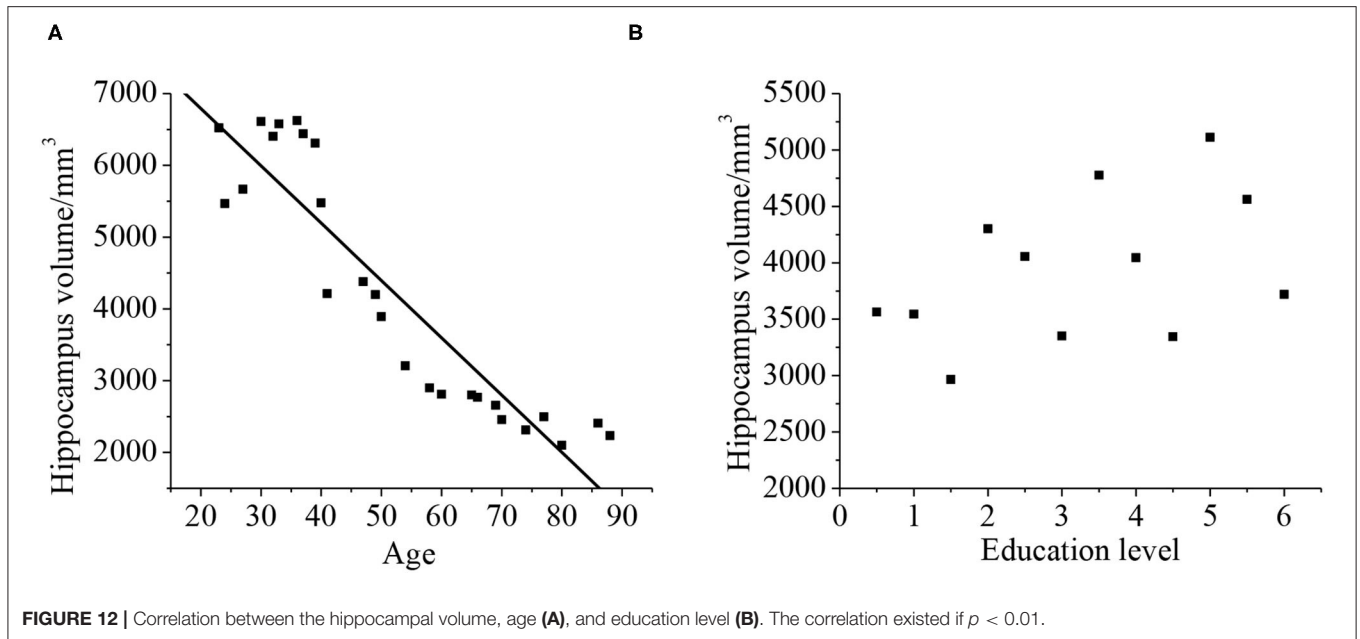 A
B
7000
6000
5000
4000
3000
2000
Hippocampus volume/mm³
20 30 40 50 60 70 80 90
Age
5500
5000
4500
4000
3500
3000
2500
2000
Hippocampus volume/mm³
0 1 2 3 4 5 6
Education level
FIGURE 12 | Correlation between the hippocampal volume, age (A), and education level (B). The correlation existed if p < 0.01.